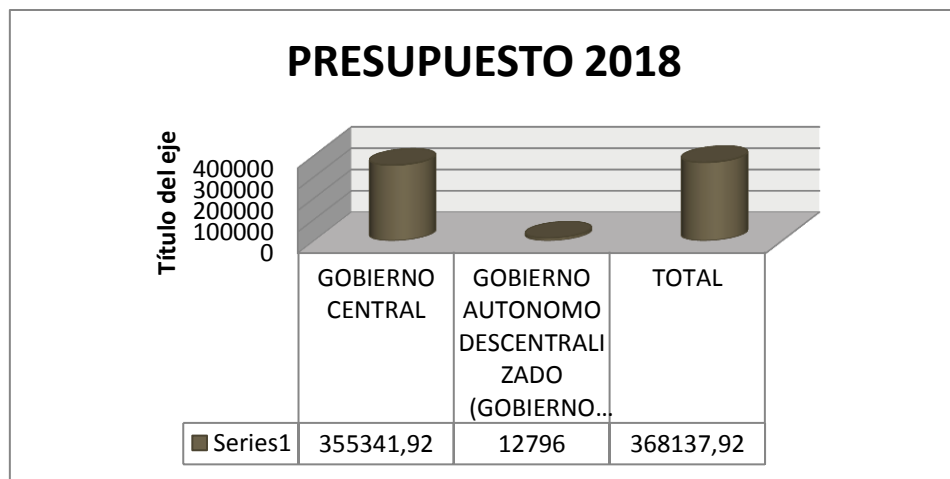 PRESUPUESTO 2018
Título del eje
400000
300000
200000
100000
0
GOBIERNO
CENTRAL
GOBIERNO
AUTONOMO
DESCENTRALI
ZADO
(GOBIERNO...
TOTAL
Series1 355341,92 12796 368137,92